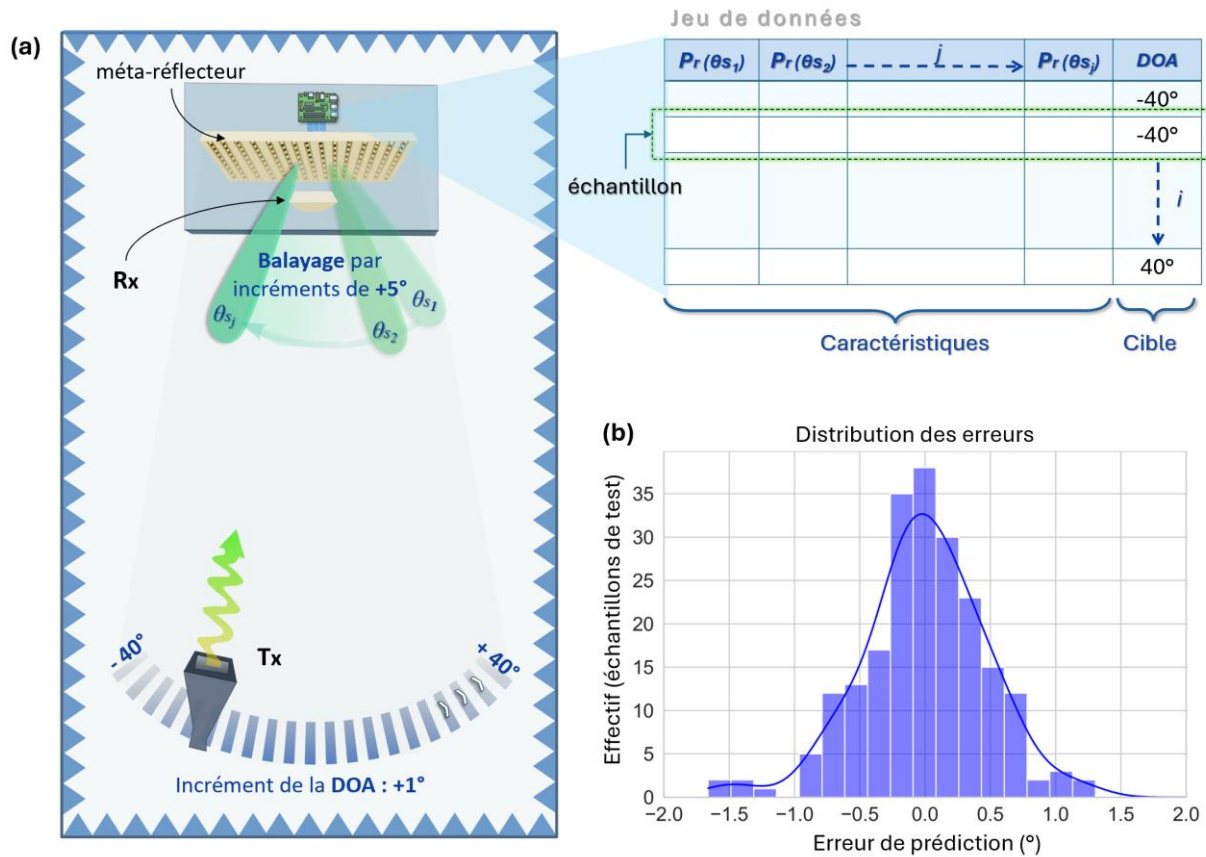 (a)
méta-réflecteur
Rx
Balayage par
incréments de +5°
θsj
θs2
θs1
- 40°
Tx
+ 40°
Incrément de la DOA : +1°
Jeu de données
Pr(θs1) Pr(θs2) j Pr(θsj) DOA
-40°
-40°
échantillon
i
40°
Caractéristiques Cible
(b)
Distribution des erreurs
Effectif (échantillons de test)
35
30
25
20
15
10
5
0
−2.0 −1.5 −1.0 −0.5 0.0 0.5 1.0 1.5 2.0
Erreur de prédiction (°)